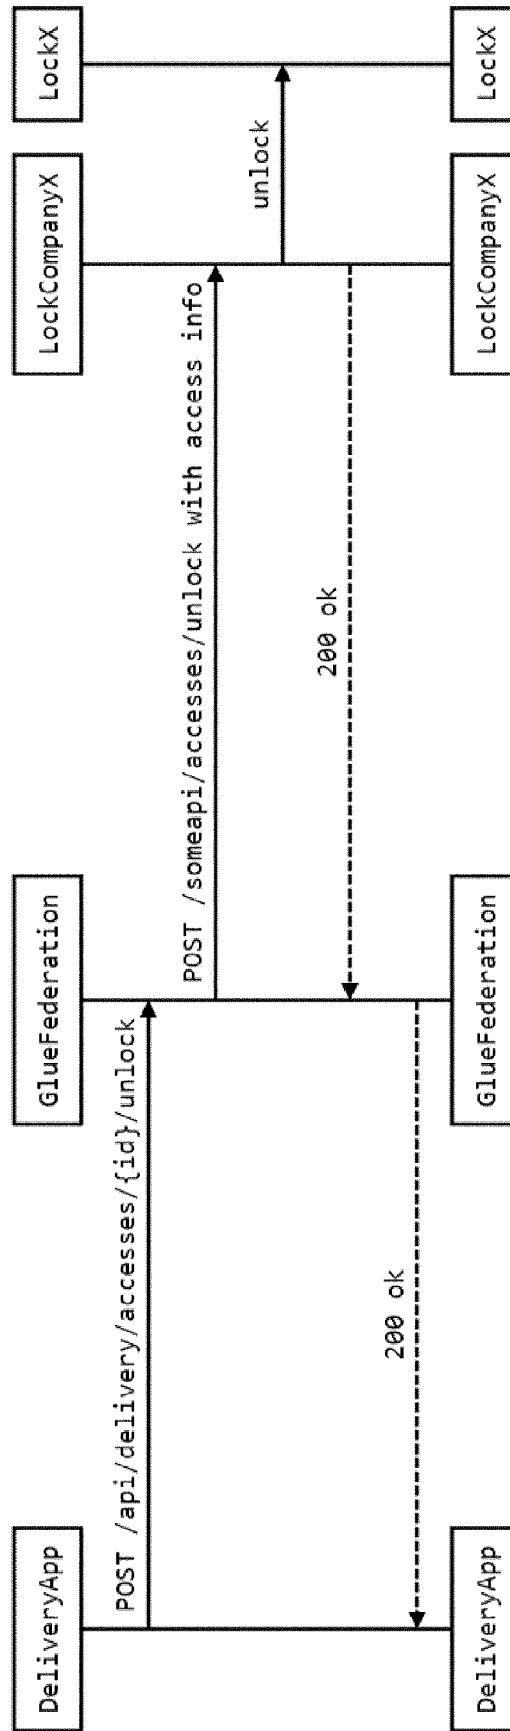 DeliveryApp
GlueFederation
LockCompanyX
LockX
POST /api/delivery/accesses/{id}/unlock
POST /someapi/accesses/unlock with access info
unlock
200 ok
200 ok
DeliveryApp
GlueFederation
LockCompanyX
LockX